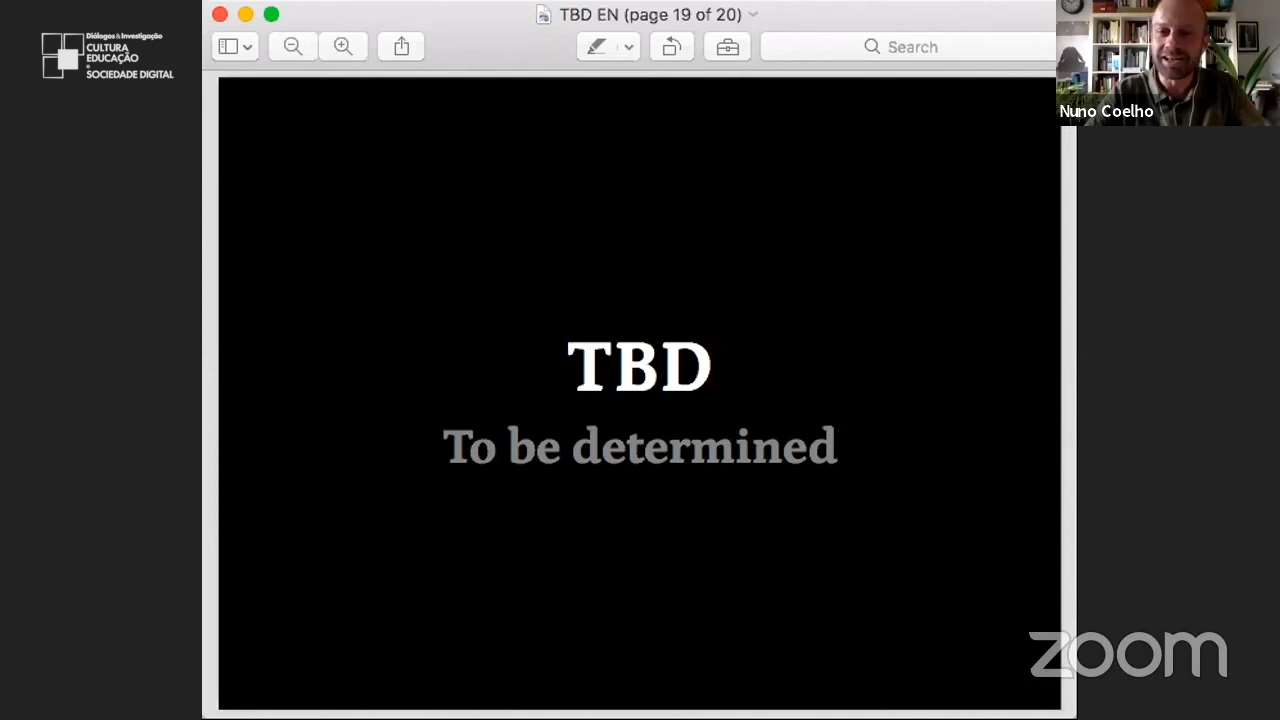 Diálogos & Investigação
CULTURA
EDUCAÇÃO
e
SOCIEDADE DIGITAL
TBD EN (page 19 of 20)
Search
Nuno Coelho
TBD
To be determined
zoom